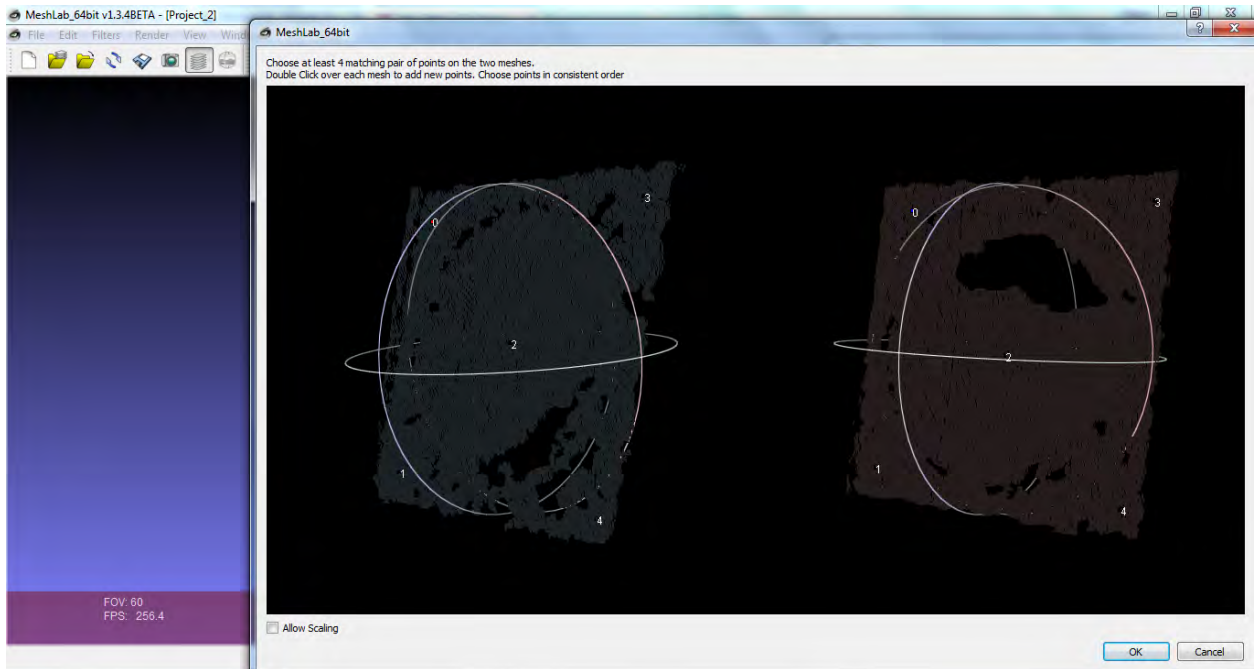 MeshLab_64bit v1.3.4BETA - [Project_2]
File Edit Filters Render View Wind
MeshLab_64bit
Choose at least 4 matching pair of points on the two meshes.
Double Click over each mesh to add new points. Choose points in consistent order
3
0
2
1
4
3
0
2
1
4
FOV: 60
FPS: 256.4
Allow Scaling
OK
Cancel